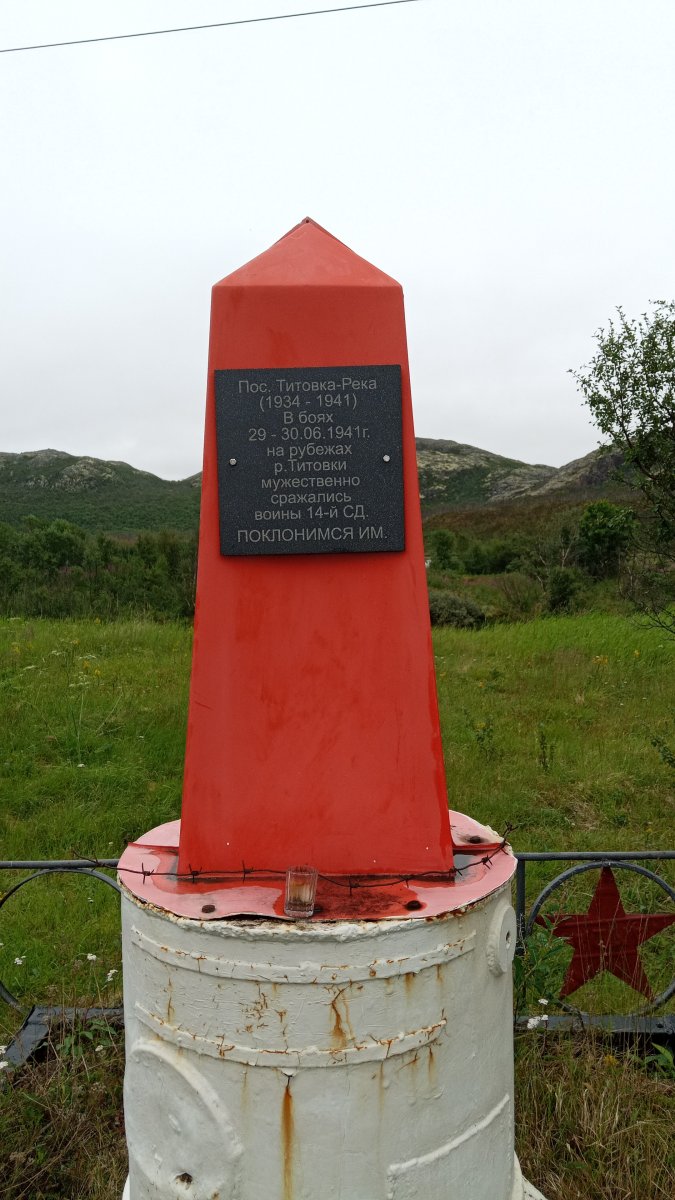 Пос. Титовка-Река
(1934 - 1941)
В боях
29 - 30.06.1941г.
на рубежах
р.Титовки
мужественно
сражались
воины 14-й СД.
ПОКЛОНИМСЯ ИМ.